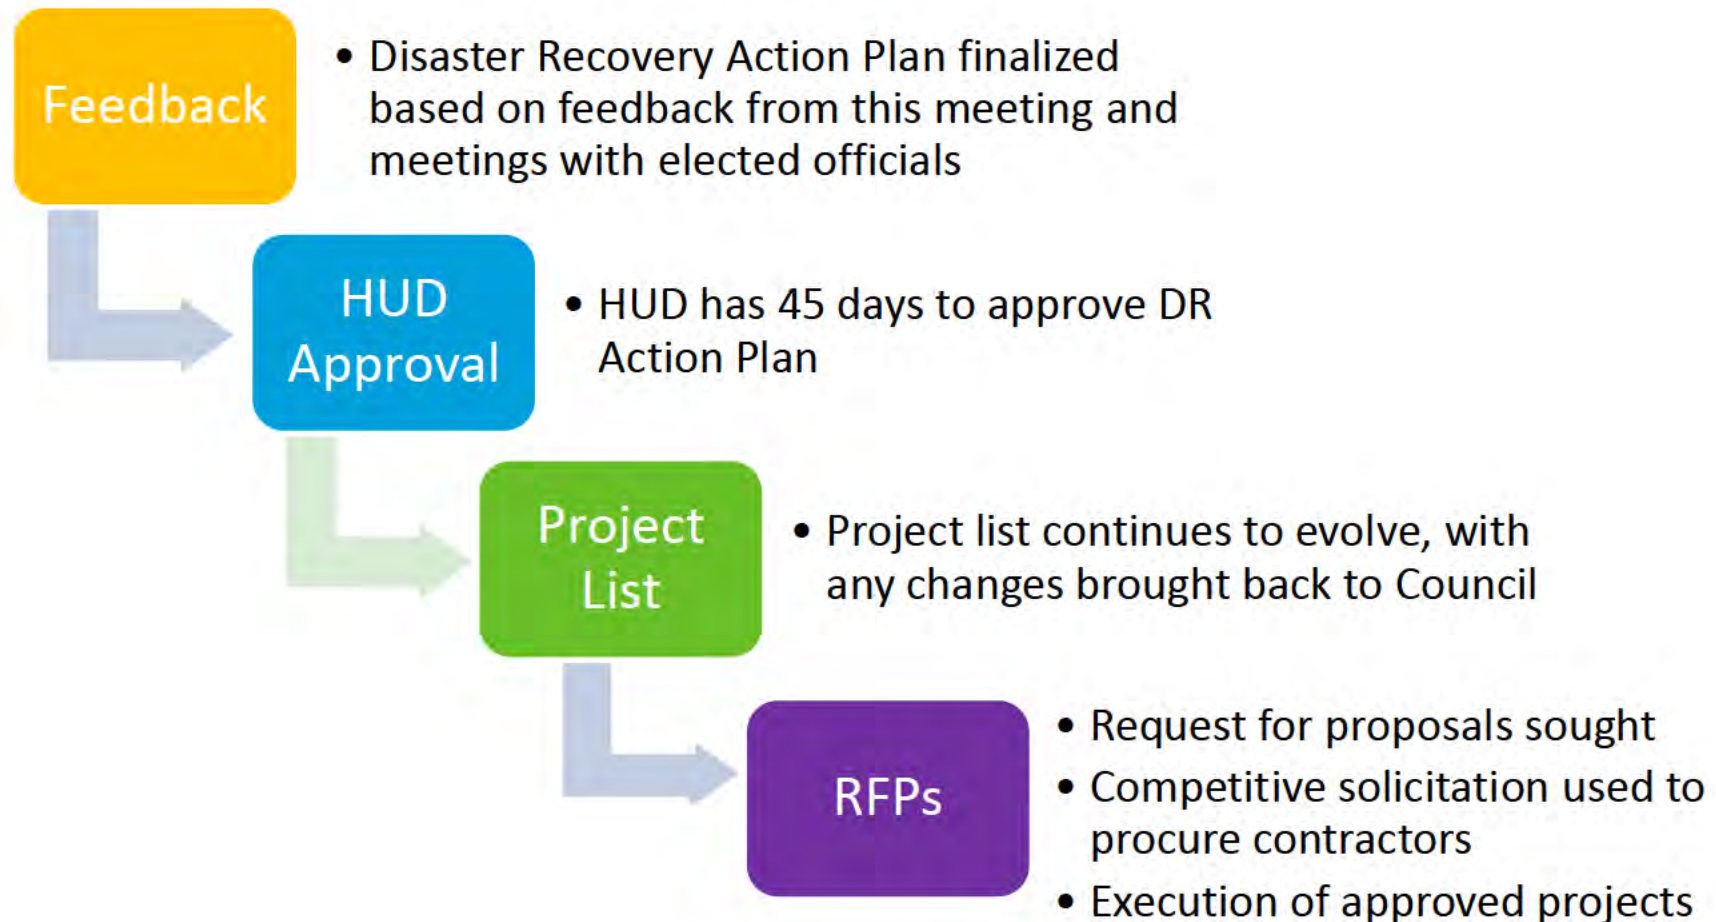 Feedback
• Disaster Recovery Action Plan finalized
based on feedback from this meeting and
meetings with elected officials
HUD
Approval
• HUD has 45 days to approve DR
Action Plan
Project
List
• Project list continues to evolve, with
any changes brought back to Council
RFPs
• Request for proposals sought
• Competitive solicitation used to
procure contractors
• Execution of approved projects